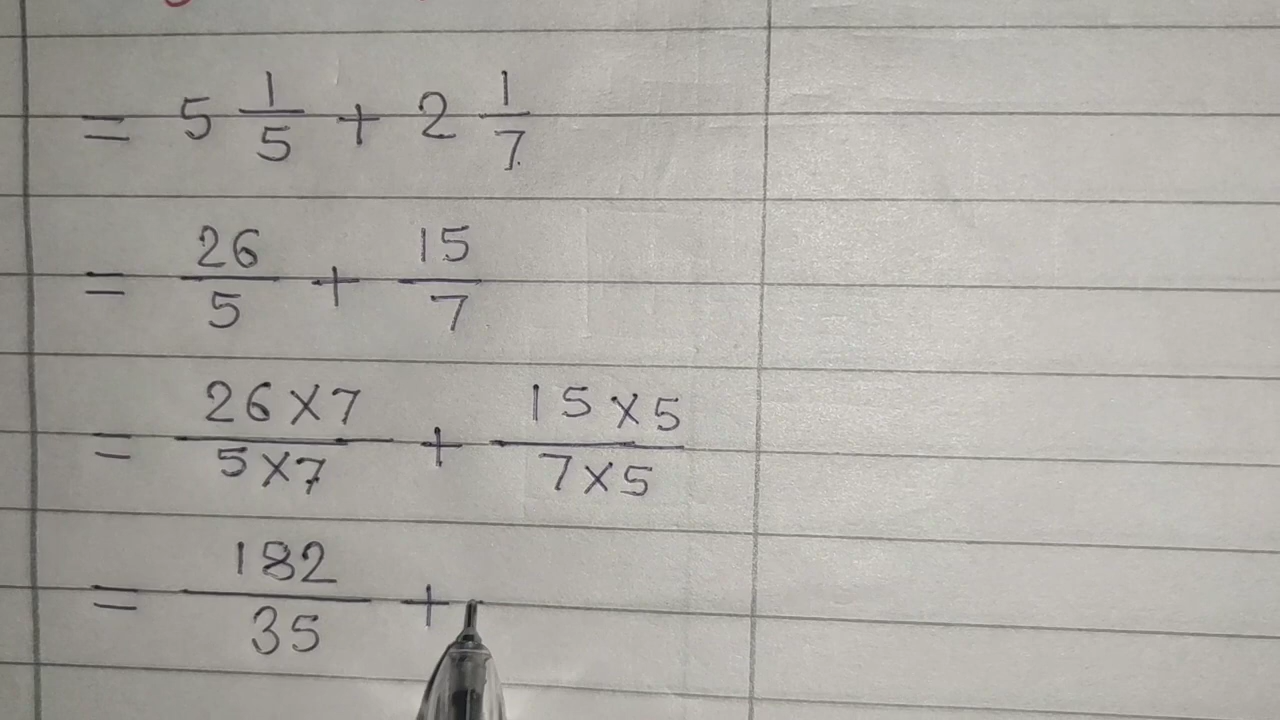 = 5 1/5 + 2 1/7
= 26/5 + 15/7
= 26×7/5×7 + 15×5/7×5
= 182/35 +